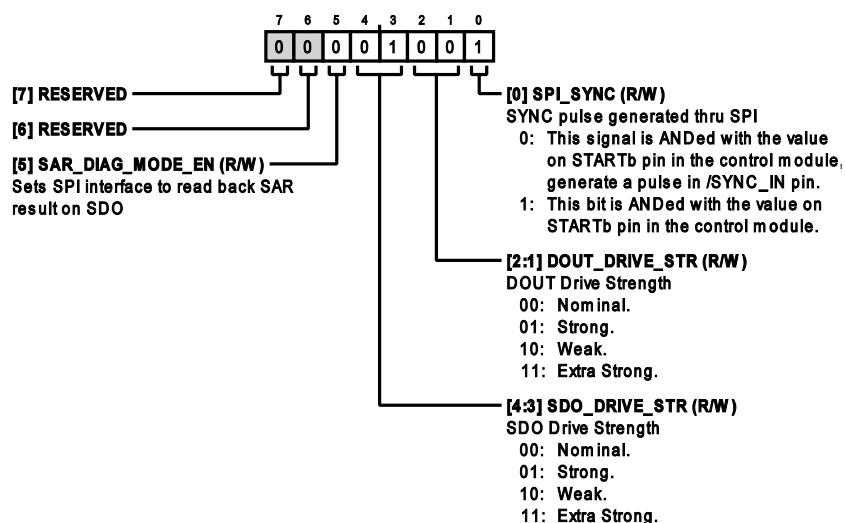 7 6 5 4 3 2 1 0
0 0 0 0 1 0 0 1
[7] RESERVED
[6] RESERVED
[5] SAR_DIAG_MODE_EN (R/W)
Sets SPI interface to read back SAR
result on SDO
[0] SPI_SYNC (R/W)
SYNC pulse generated thru SPI
0: This signal is ANDed with the value
on STARTb pin in the control module,
generate a pulse in /SYNC_IN pin.
1: This bit is ANDed with the value on
STARTb pin in the control module.
[2:1] DOUT_DRIVE_STR (R/W)
DOUT Drive Strength
00: Nominal.
01: Strong.
10: Weak.
11: Extra Strong.
[4:3] SDO_DRIVE_STR (R/W)
SDO Drive Strength
00: Nominal.
01: Strong.
10: Weak.
11: Extra Strong.